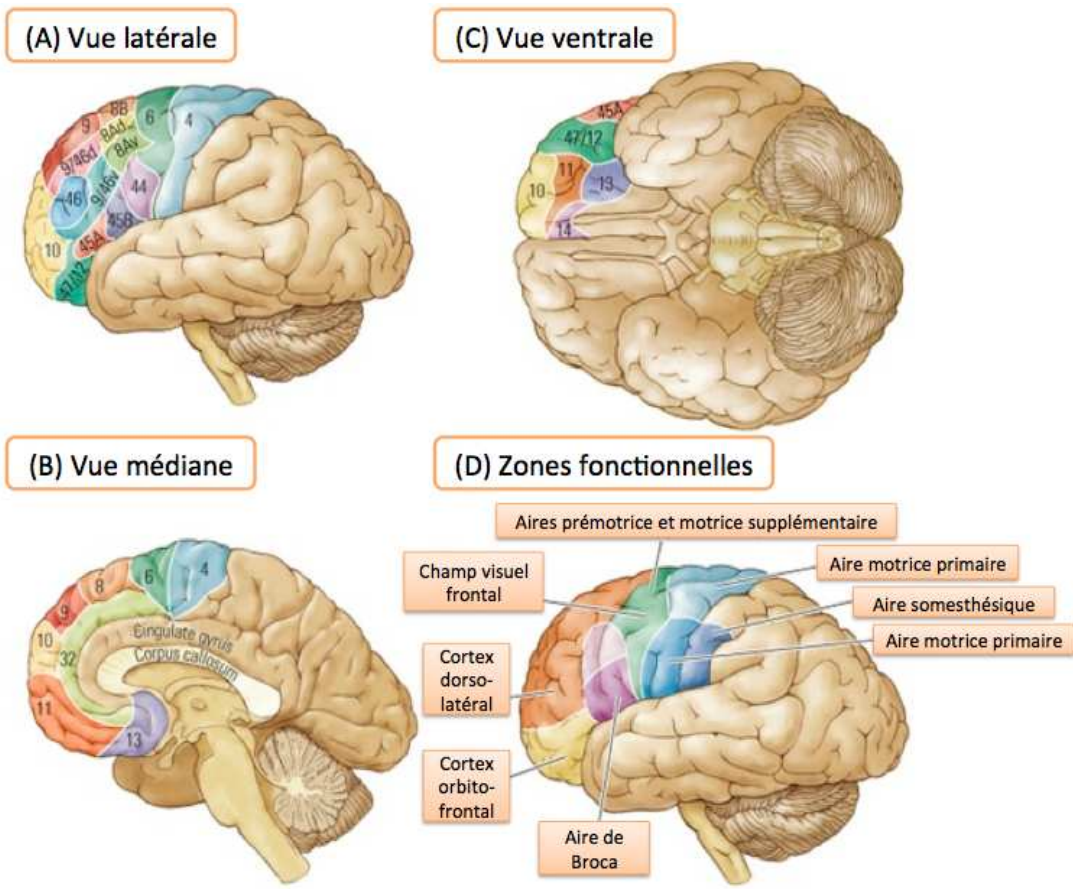 (A) Vue latérale
8B
9
8Ad
6
4
8Av
9/46d
9/46v
46
44
45B
10
45A
47/12
(C) Vue ventrale
45A
47/12
11
13
10
14
(B) Vue médiane
8
6
4
9
10
32
Cingulate gyrus
Corpus callosum
11
13
(D) Zones fonctionnelles
Aires prémotrice et motrice supplémentaire
Champ visuel
frontal
Aire motrice primaire
Aire somesthésique
Aire motrice primaire
Cortex
dorso-
latéral
Cortex
orbito-
frontal
Aire de
Broca